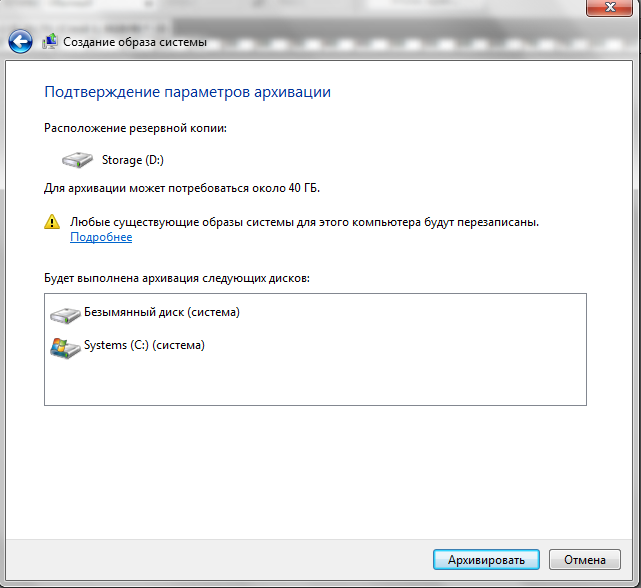 Создание образа системы
Подтверждение параметров архивации
Расположение резервной копии:
Storage (D:)
Для архивации может потребоваться около 40 ГБ.
Любые существующие образы системы для этого компьютера будут перезаписаны.
Подробнее
Будет выполнена архивация следующих дисков:
Безымянный диск (система)
Systems (C:) (система)
Архивировать
Отмена